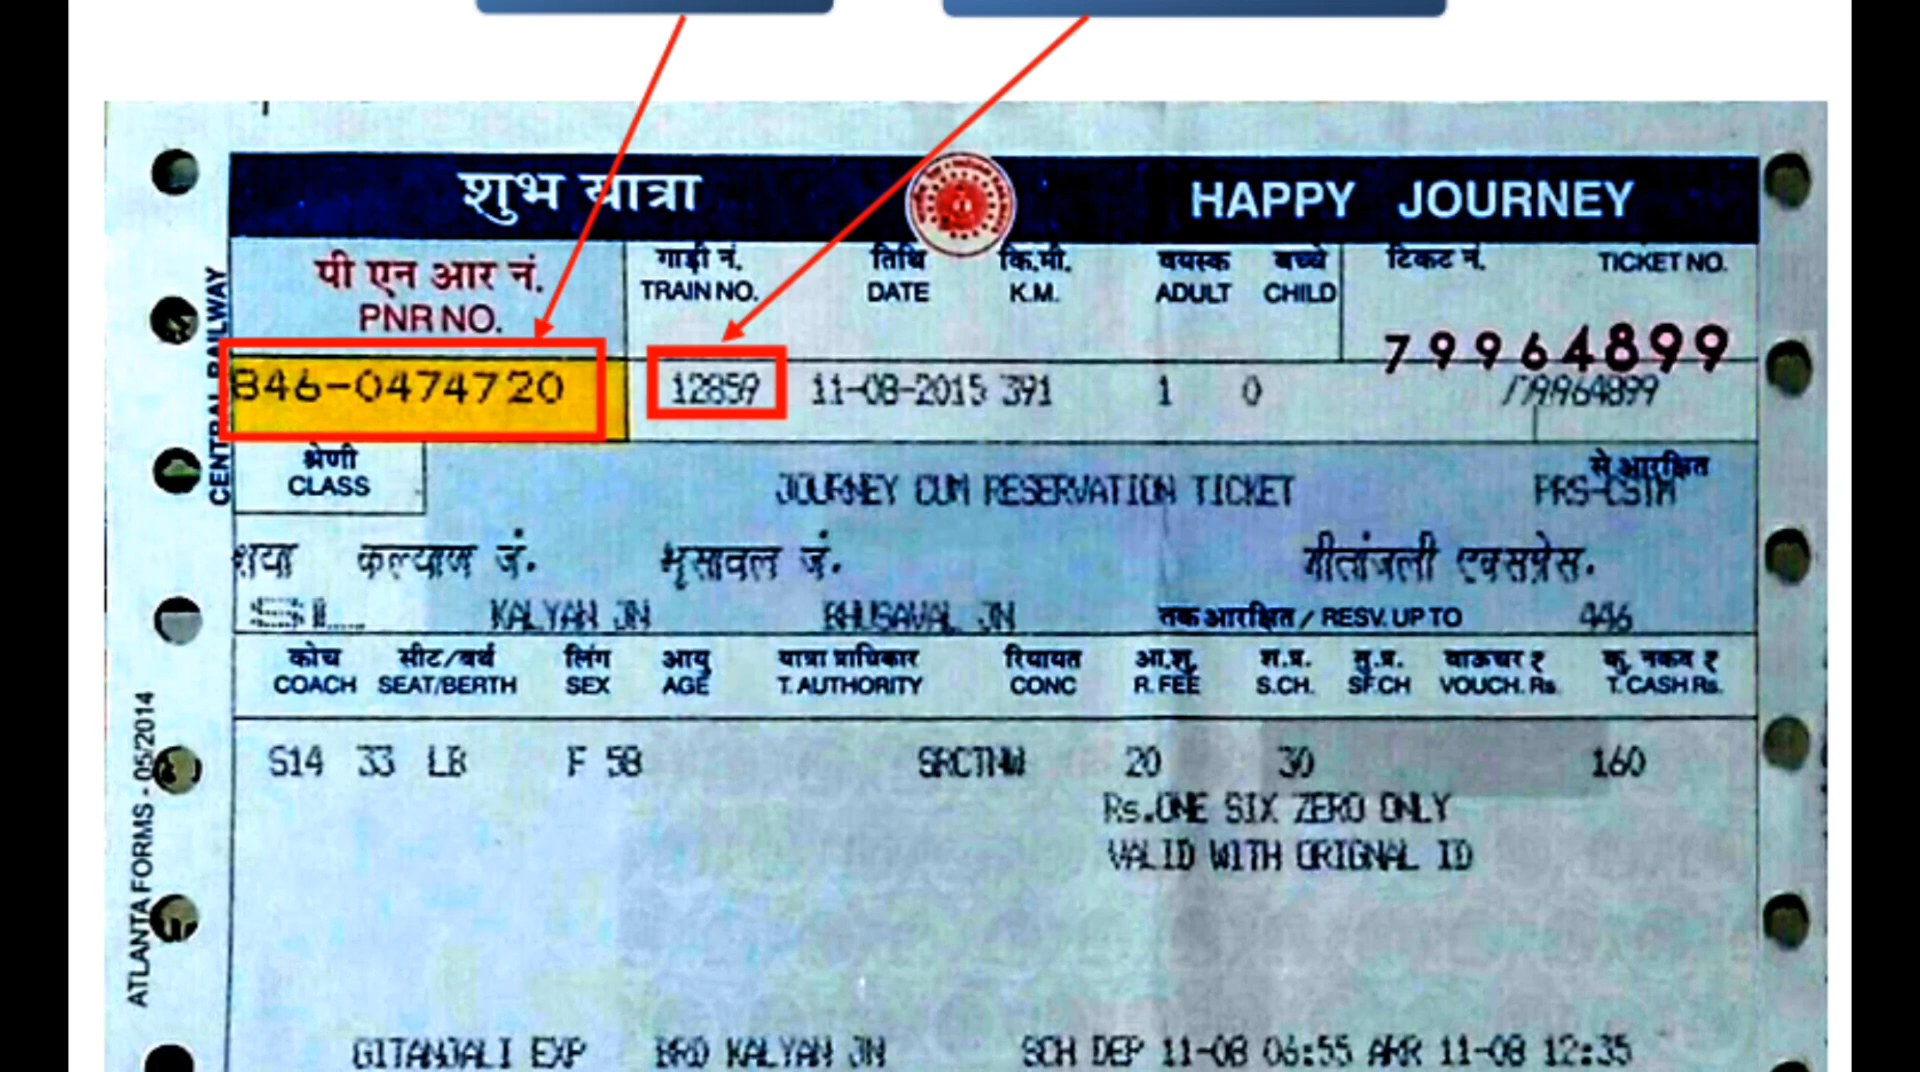 शुभ यात्रा HAPPY JOURNEY
पी एन आर नं. गाड़ी नं. तिथि कि.मी. वयस्क बच्चे टिकट नं. TICKET NO.
PNR NO. TRAIN NO. DATE K.M. ADULT CHILD
79964899
846-0474720 12859 11-08-2015 391 1 0 79964899
CENTRAL RAILWAY
श्रेणी से आरक्षित
CLASS JOURNEY CUM RESERVATION TICKET PRS-CSTM
शया कल्याण जं. भुसावल जं. गीतांजली एक्सप्रेस.
SL KALYAN JN BHUSAVAL JN तक आरक्षित / RESV. UP TO 446
कोच सीट/बर्थ लिंग आयु यात्रा प्राधिकार रियायत आ.शु. श.प्र. सु.प्र. वाऊचर ₹ कु. नकद ₹
COACH SEAT/BERTH SEX AGE T. AUTHORITY CONC R. FEE S.CH. SF.CH VOUCH. Rs. T. CASH Rs.
S14 33 LB F 58 SRCTNW 20 30 160
Rs.ONE SIX ZERO ONLY
VALID WITH ORIGNAL ID
ATLANTA FORMS - 05/2014
GITANJALI EXP BRD KALYAN JN SCH DEP 11-08 06:55 ARR 11-08 12:35